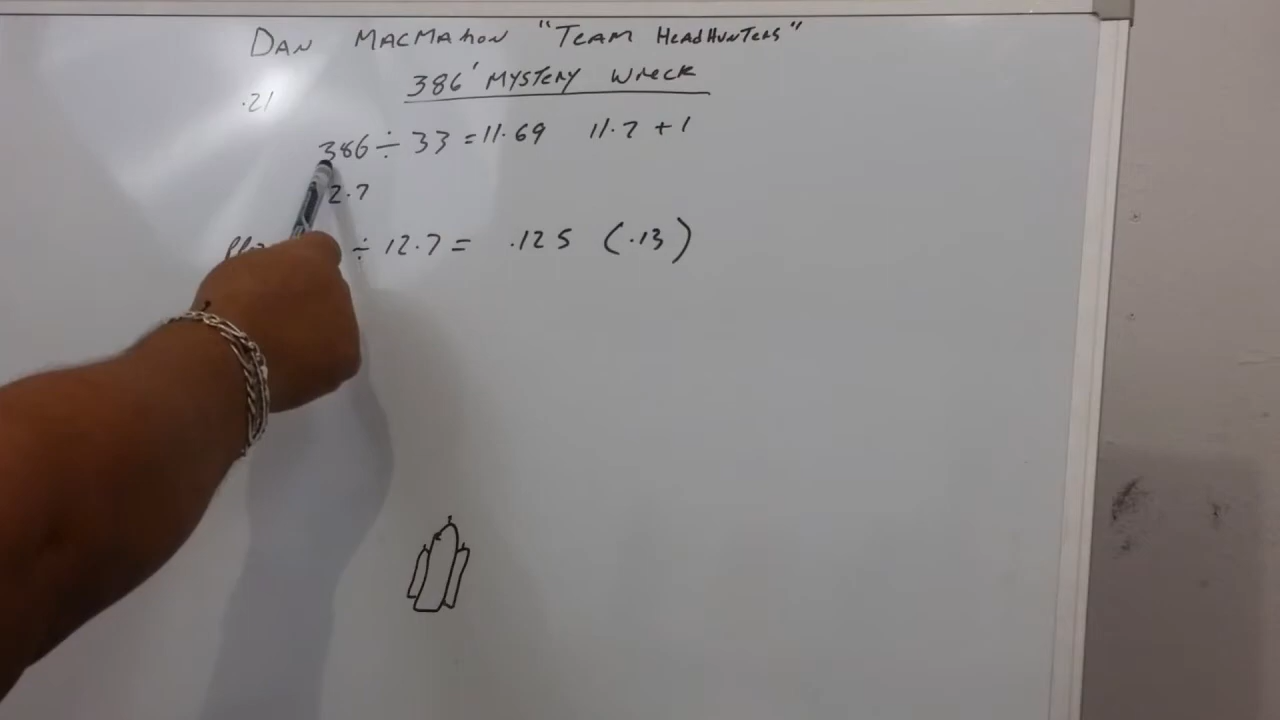 DAN MACMAHON "TEAM HEADHUNTERS"
386' MYSTERY WRECK
.21
386 ÷ 33 = 11.69 11.7 + 1
2.7
÷ 12.7 = .125 (.13)